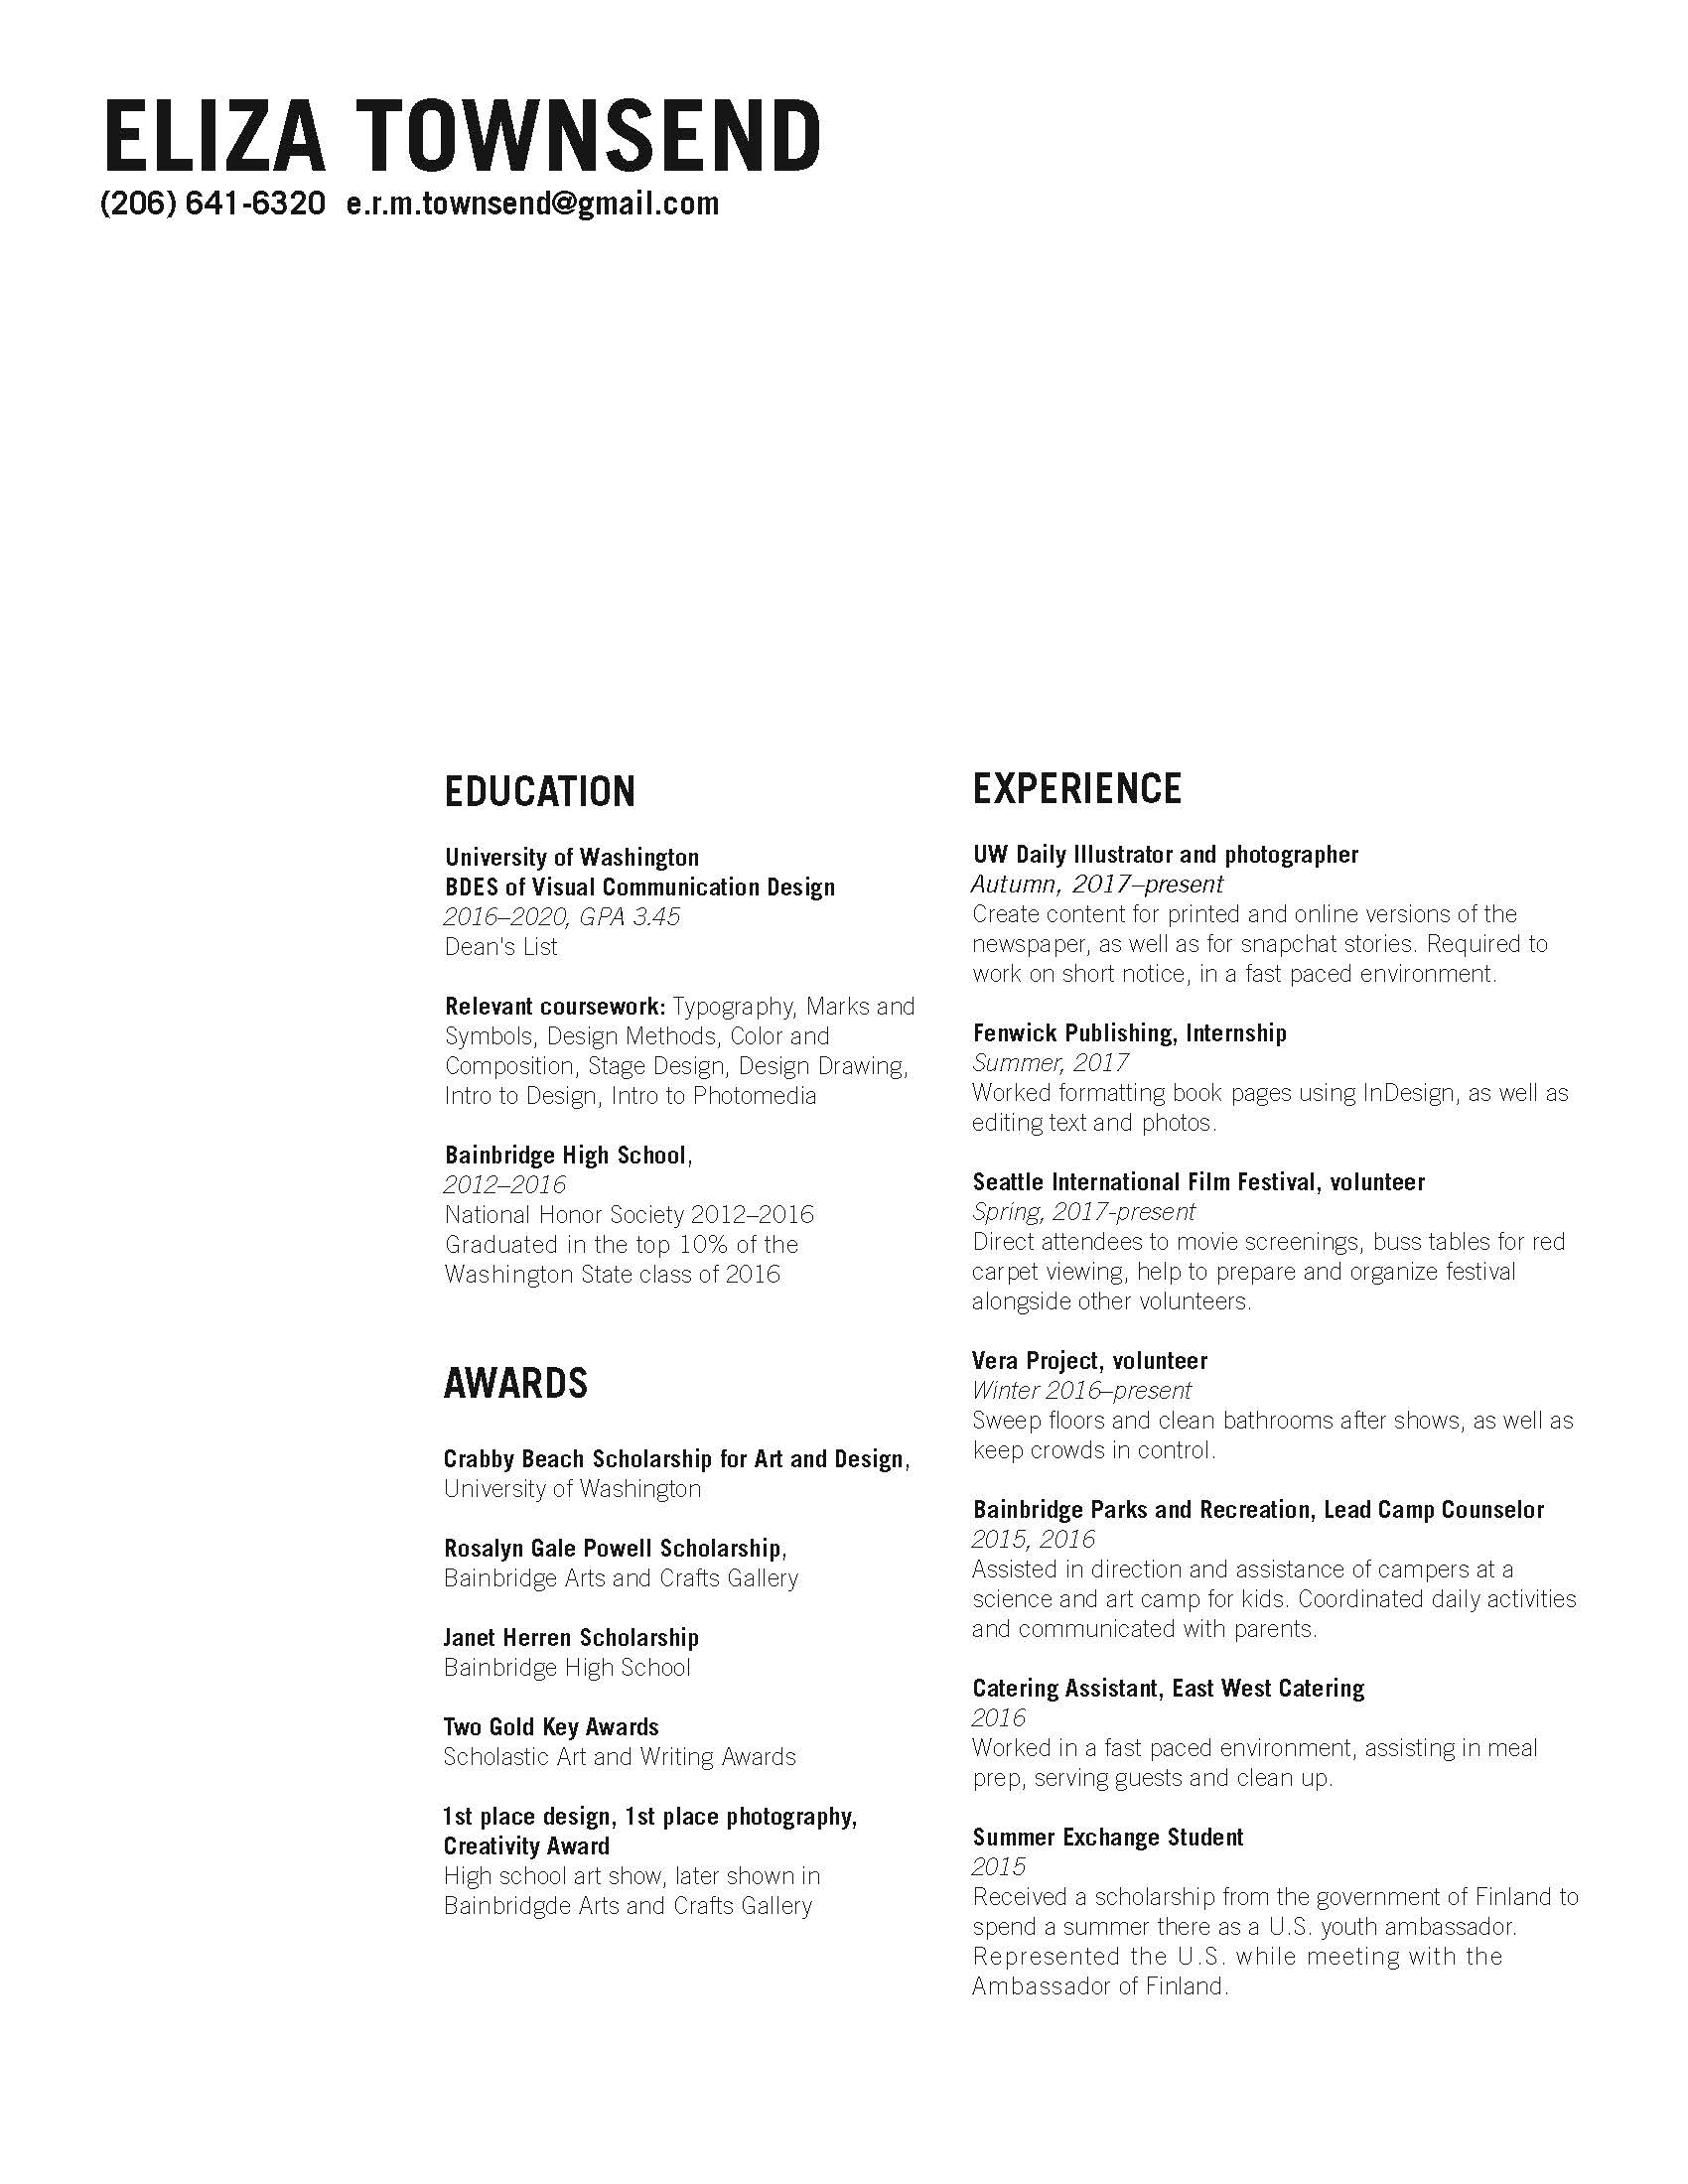 ELIZA TOWNSEND
(206) 641-6320 e.r.m.townsend@gmail.com
EDUCATION
University of Washington
BDES of Visual Communication Design
2016–2020, GPA 3.45
Dean's List
Relevant coursework: Typography, Marks and
Symbols, Design Methods, Color and
Composition, Stage Design, Design Drawing,
Intro to Design, Intro to Photomedia
Bainbridge High School,
2012–2016
National Honor Society 2012–2016
Graduated in the top 10% of the
Washington State class of 2016
AWARDS
Crabby Beach Scholarship for Art and Design,
University of Washington
Rosalyn Gale Powell Scholarship,
Bainbridge Arts and Crafts Gallery
Janet Herren Scholarship
Bainbridge High School
Two Gold Key Awards
Scholastic Art and Writing Awards
1st place design, 1st place photography,
Creativity Award
High school art show, later shown in
Bainbridgde Arts and Crafts Gallery
EXPERIENCE
UW Daily Illustrator and photographer
Autumn, 2017–present
Create content for printed and online versions of the
newspaper, as well as for snapchat stories. Required to
work on short notice, in a fast paced environment.
Fenwick Publishing, Internship
Summer, 2017
Worked formatting book pages using InDesign, as well as
editing text and photos.
Seattle International Film Festival, volunteer
Spring, 2017-present
Direct attendees to movie screenings, buss tables for red
carpet viewing, help to prepare and organize festival
alongside other volunteers.
Vera Project, volunteer
Winter 2016–present
Sweep floors and clean bathrooms after shows, as well as
keep crowds in control.
Bainbridge Parks and Recreation, Lead Camp Counselor
2015, 2016
Assisted in direction and assistance of campers at a
science and art camp for kids. Coordinated daily activities
and communicated with parents.
Catering Assistant, East West Catering
2016
Worked in a fast paced environment, assisting in meal
prep, serving guests and clean up.
Summer Exchange Student
2015
Received a scholarship from the government of Finland to
spend a summer there as a U.S. youth ambassador.
Represented the U.S. while meeting with the
Ambassador of Finland.